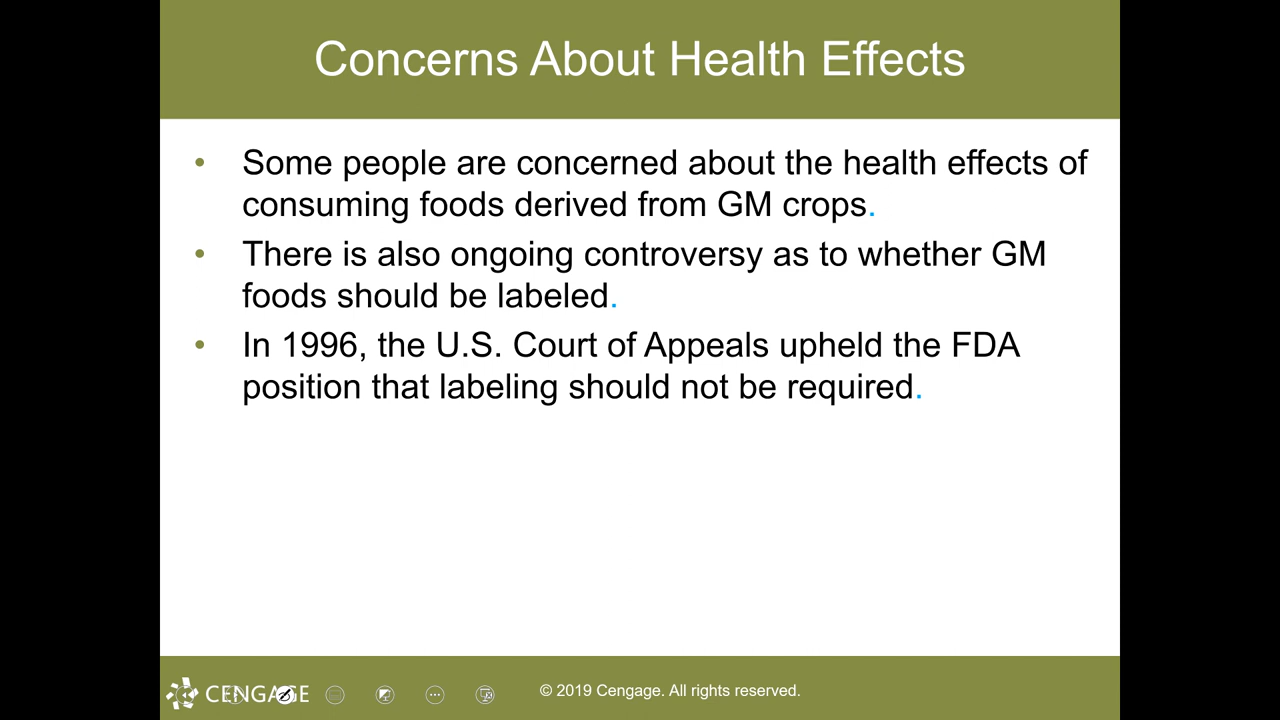 Concerns About Health Effects
• Some people are concerned about the health effects of
consuming foods derived from GM crops.
• There is also ongoing controversy as to whether GM
foods should be labeled.
• In 1996, the U.S. Court of Appeals upheld the FDA
position that labeling should not be required.
CENGAGE
© 2019 Cengage. All rights reserved.